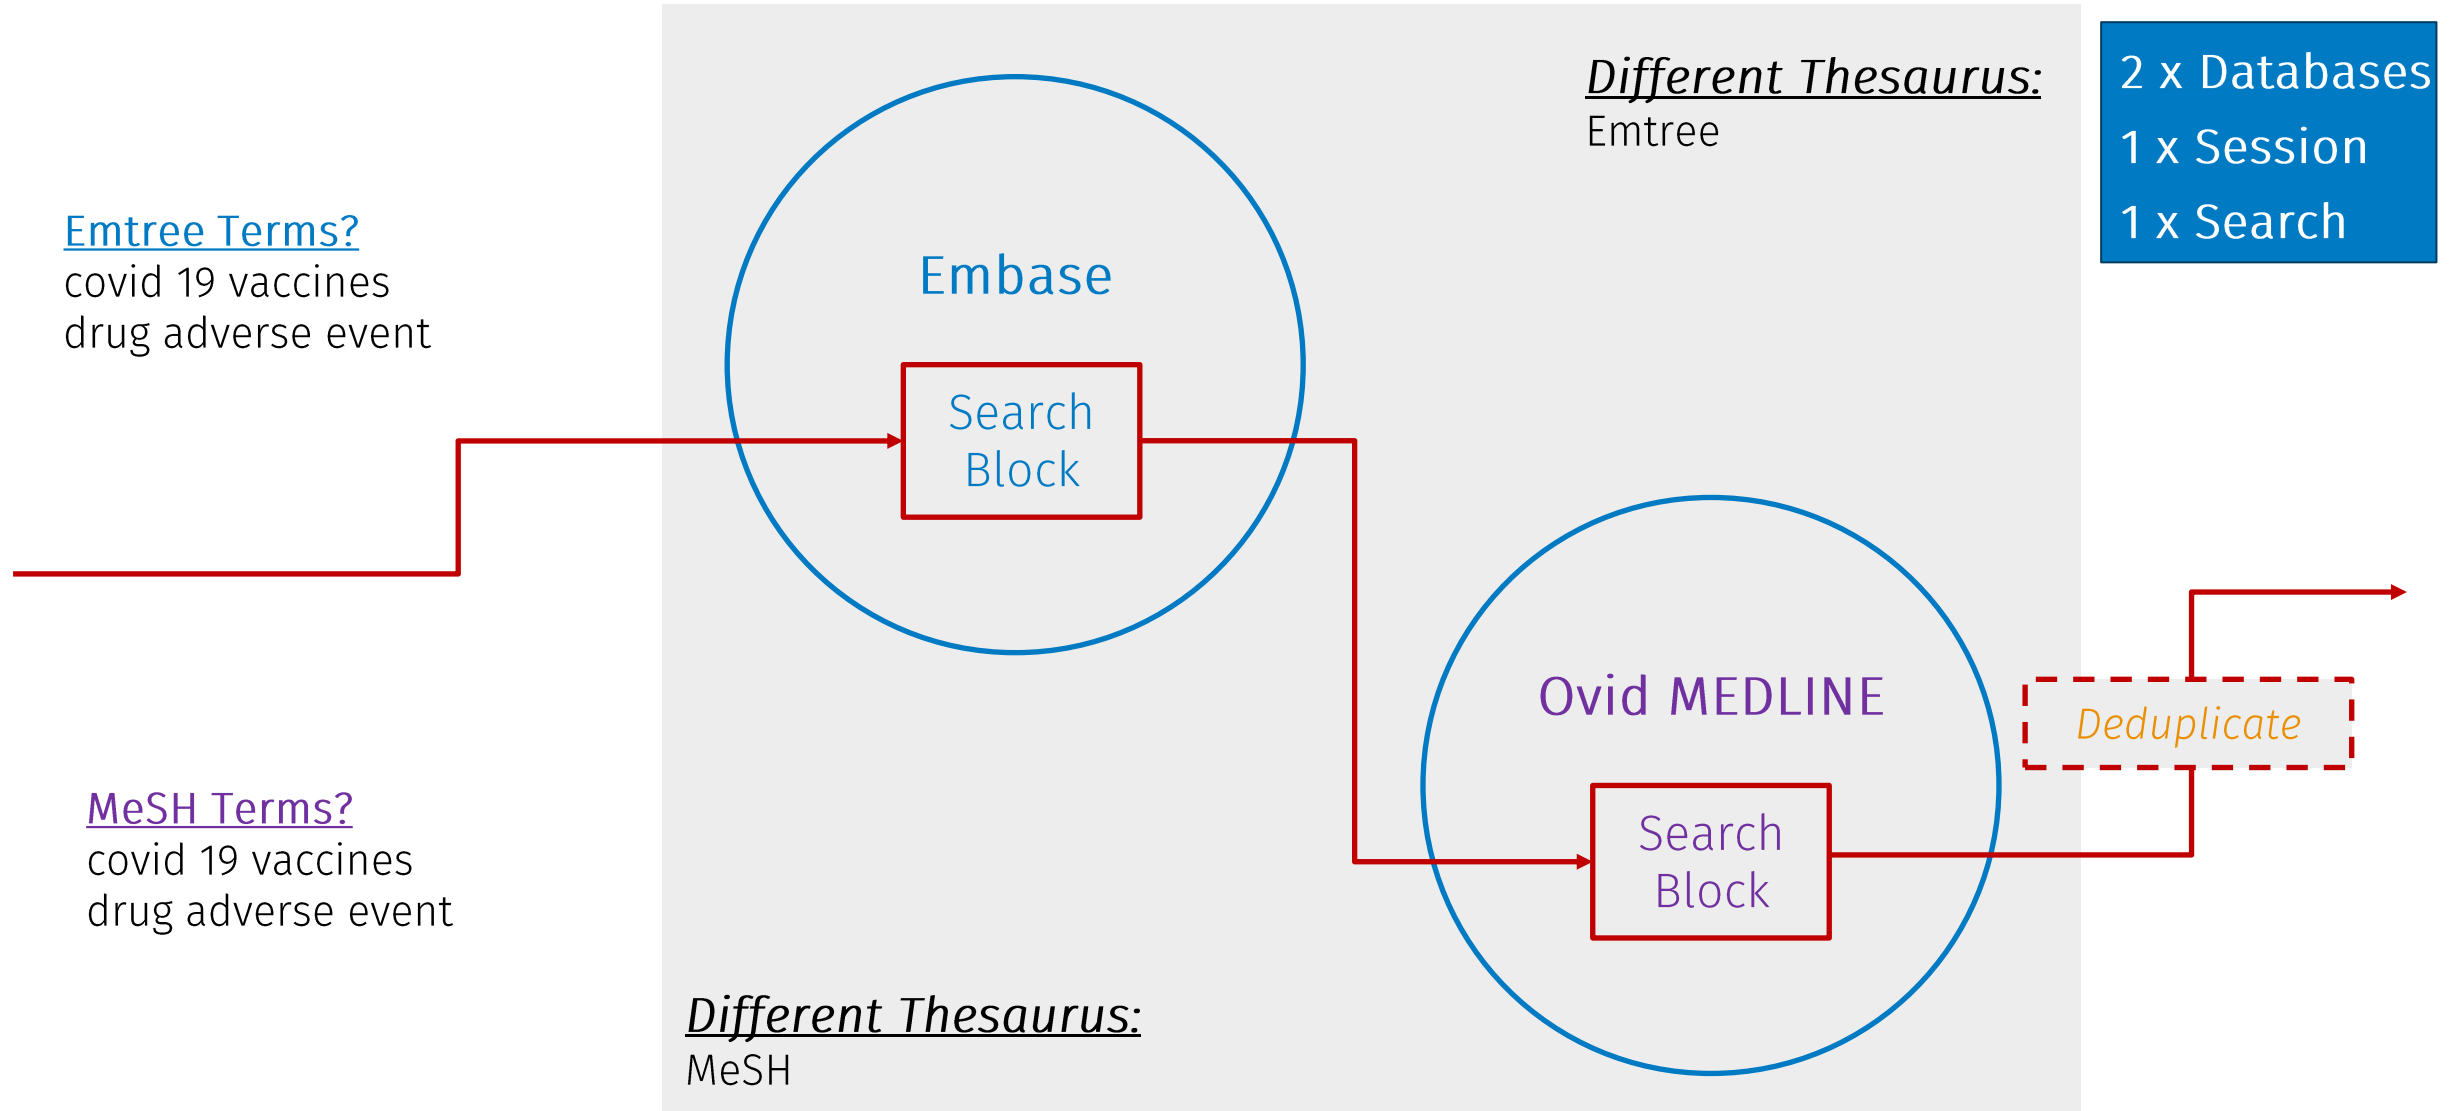 Different Thesaurus:
Emtree
2 x Databases
1 x Session
1 x Search
Emtree Terms?
covid 19 vaccines
drug adverse event
Embase
Search
Block
Ovid MEDLINE
Search
Block
Deduplicate
MeSH Terms?
covid 19 vaccines
drug adverse event
Different Thesaurus:
MeSH